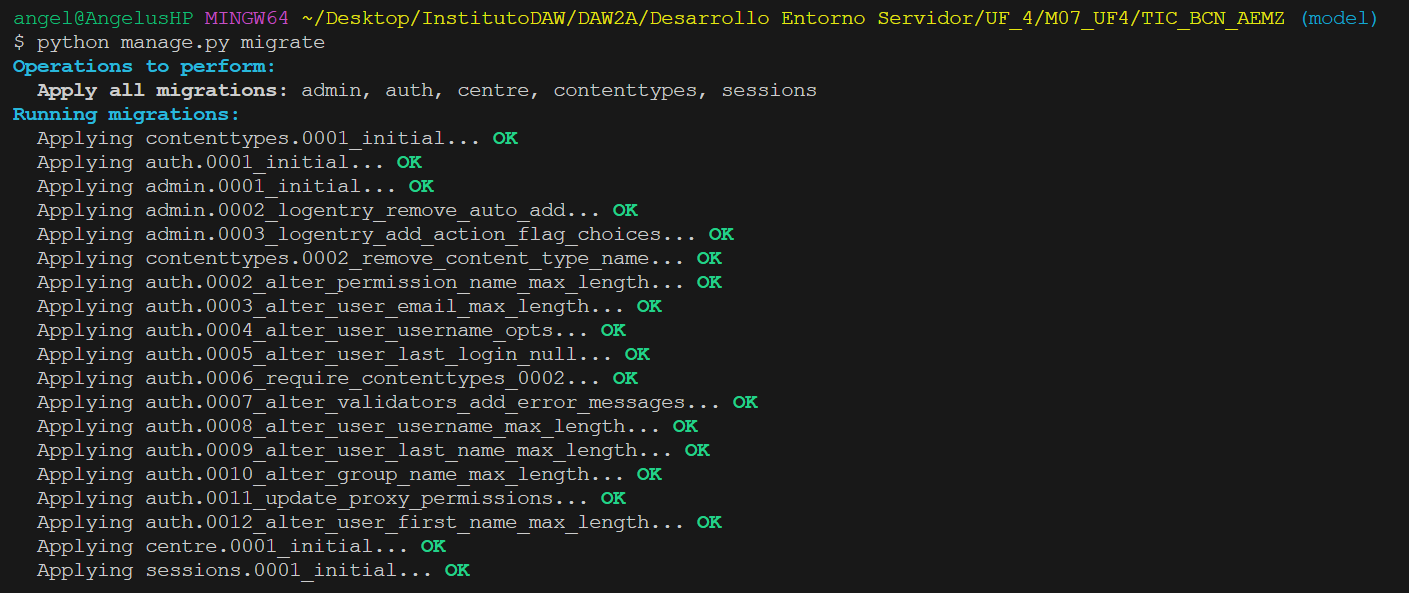 angel@AngelusHP MINGW64 ~/Desktop/InstitutoDAW/DAW2A/Desarrollo Entorno Servidor/UF_4/M07_UF4/TIC_BCN_AEMZ (model)
$ python manage.py migrate
Operations to perform:
  Apply all migrations: admin, auth, centre, contenttypes, sessions
Running migrations:
  Applying contenttypes.0001_initial... OK
  Applying auth.0001_initial... OK
  Applying admin.0001_initial... OK
  Applying admin.0002_logentry_remove_auto_add... OK
  Applying admin.0003_logentry_add_action_flag_choices... OK
  Applying contenttypes.0002_remove_content_type_name... OK
  Applying auth.0002_alter_permission_name_max_length... OK
  Applying auth.0003_alter_user_email_max_length... OK
  Applying auth.0004_alter_user_username_opts... OK
  Applying auth.0005_alter_user_last_login_null... OK
  Applying auth.0006_require_contenttypes_0002... OK
  Applying auth.0007_alter_validators_add_error_messages... OK
  Applying auth.0008_alter_user_username_max_length... OK
  Applying auth.0009_alter_user_last_name_max_length... OK
  Applying auth.0010_alter_group_name_max_length... OK
  Applying auth.0011_update_proxy_permissions... OK
  Applying auth.0012_alter_user_first_name_max_length... OK
  Applying centre.0001_initial... OK
  Applying sessions.0001_initial... OK